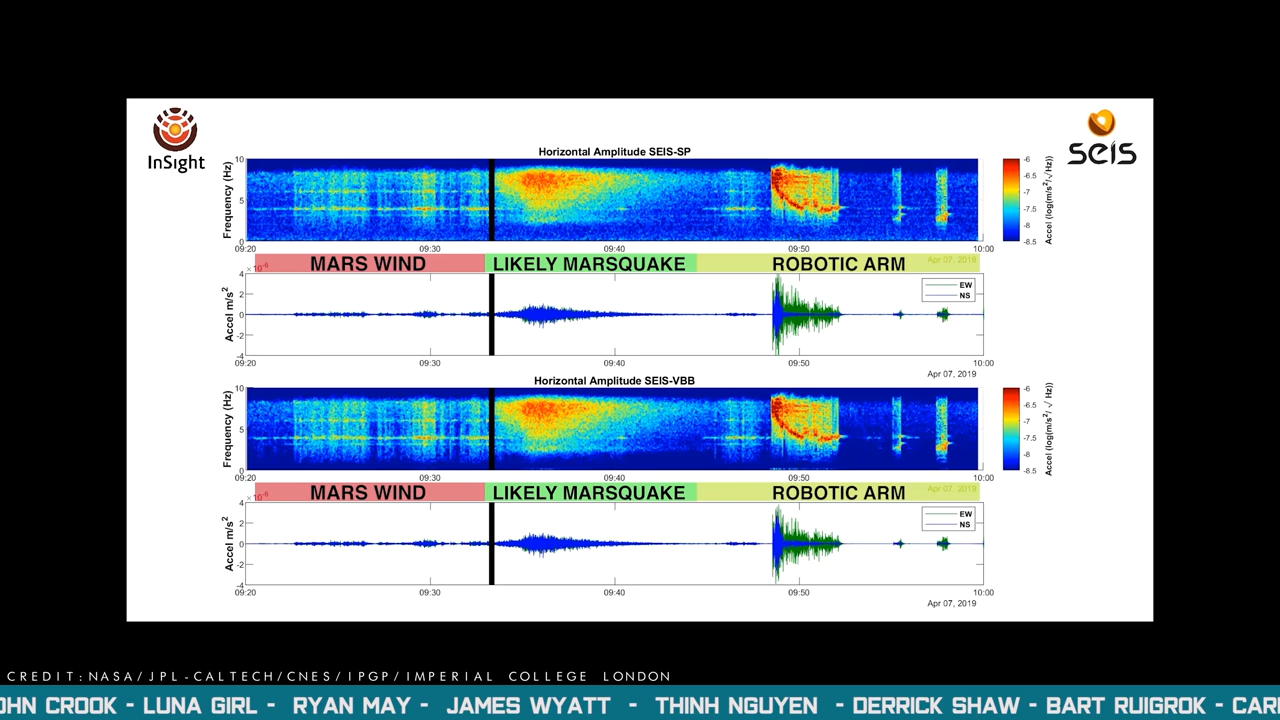 InSight
SEIS
Horizontal Amplitude SEIS-SP
Frequency (Hz)
10
5
0
09:20 09:30 09:40 09:50 10:00
-6
-6.5
-7
-7.5
-8
-8.5
Accel (log(m/s²/√Hz))
MARS WIND LIKELY MARSQUAKE ROBOTIC ARM
Apr 07, 2019
× 10⁻⁶
Accel m/s²
4
2
0
-2
-4
EW
NS
09:20 09:30 09:40 09:50 10:00
Apr 07, 2019
Horizontal Amplitude SEIS-VBB
Frequency (Hz)
10
5
0
09:20 09:30 09:40 09:50 10:00
-6
-6.5
-7
-7.5
-8
-8.5
Accel (log(m/s²/ √ Hz))
MARS WIND LIKELY MARSQUAKE ROBOTIC ARM
Apr 07, 2019
× 10⁻⁶
Accel m/s²
4
2
0
-2
-4
EW
NS
09:20 09:30 09:40 09:50 10:00
Apr 07, 2019
CREDIT:NASA/JPL-CALTECH/CNES/IPGP/IMPERIAL COLLEGE LONDON
OHN CROOK - LUNA GIRL - RYAN MAY - JAMES WYATT - THINH NGUYEN - DERRICK SHAW - BART RUIGROK - CAR